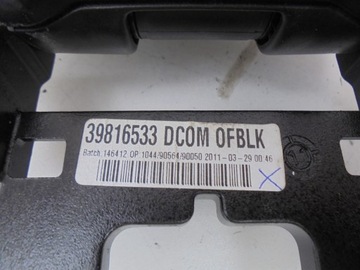 39816533 DCOM OFBLK
Batch 146412 OP 1044/90564/90050 2011-03-29 00:46